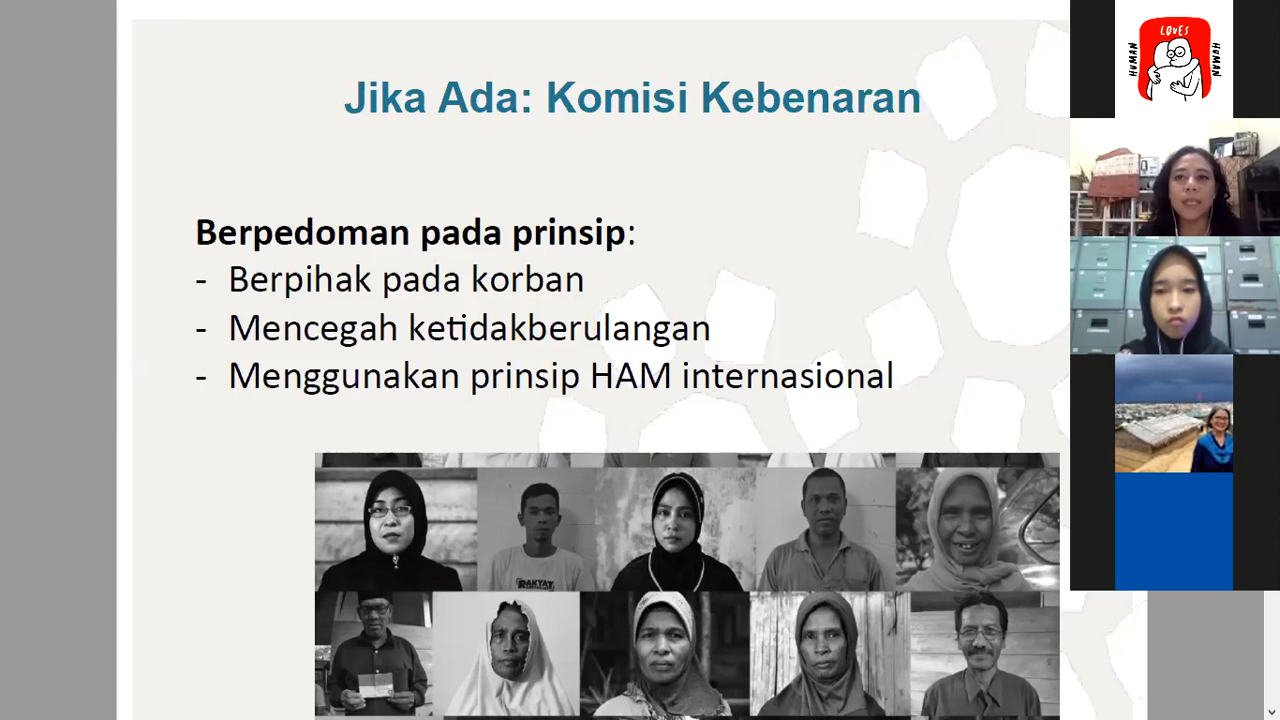 Jika Ada: Komisi Kebenaran
Berpedoman pada prinsip:
- Berpihak pada korban
- Mencegah ketidakberulangan
- Menggunakan prinsip HAM internasional
RAKYAT
HUMAN
LOVES
HUMAN